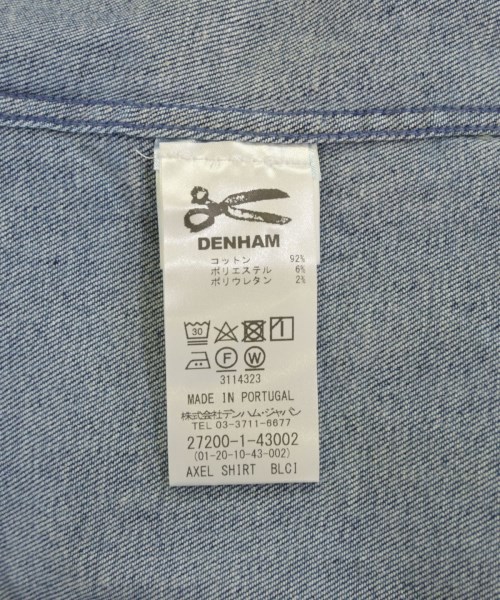 DENHAM
コットン 92%
ポリエステル 6%
ポリウレタン 2%
30
F W
3114323
MADE IN PORTUGAL
株式会社デンハム・ジャパン
TEL 03-3711-6677
27200-1-43002
(01-20-10-43-002)
AXEL SHIRT BLCI